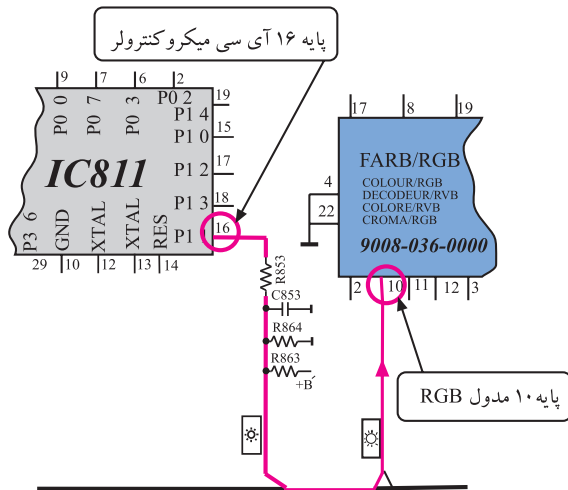 پایه ۱۶ آی سی میکروکنترولر
9 7 6 2
P0 0 P0 7 P0 3 P0 2
19
P1 4
15
P1 0
17
P1 2
18
P1 3
16
P1 1
IC811
P3 6 GND XTAL XTAL RES
29 10 12 13 14
R853
C853
R864
R863
+B′
17 8 19
4
22
FARB/RGB
COLOUR/RGB
DECODEUR/RVB
COLORE/VB
CROMA/RGB
9008-036-0000
2 10 11 12 3
پایه ۱۰ مدول RGB